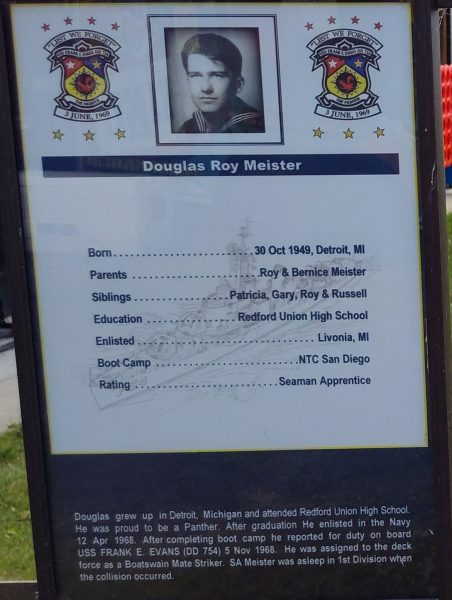 "LEST WE FORGET" "LEST WE FORGET"
3 JUNE, 1969 3 JUNE, 1969
Douglas Roy Meister
Born.............................30 Oct 1949, Detroit, MI
Parents ..........................Roy & Bernice Meister
Siblings ....................Patricia, Gary, Roy & Russell
Education ....................Redford Union High School
Enlisted........................................Livonia, MI
Boot Camp ..............................NTC San Diego
Rating .............................Seaman Apprentice
Douglas grew up in Detroit, Michigan and attended Redford Union High School.
He was proud to be a Panther. After graduation He enlisted in the Navy
12 Apr 1968. After completing boot camp he reported for duty on board
USS FRANK E. EVANS (DD 754) 5 Nov 1968. He was assigned to the deck
force as a Boatswain Mate Striker. SA Meister was asleep in 1st Division when
the collision occurred.